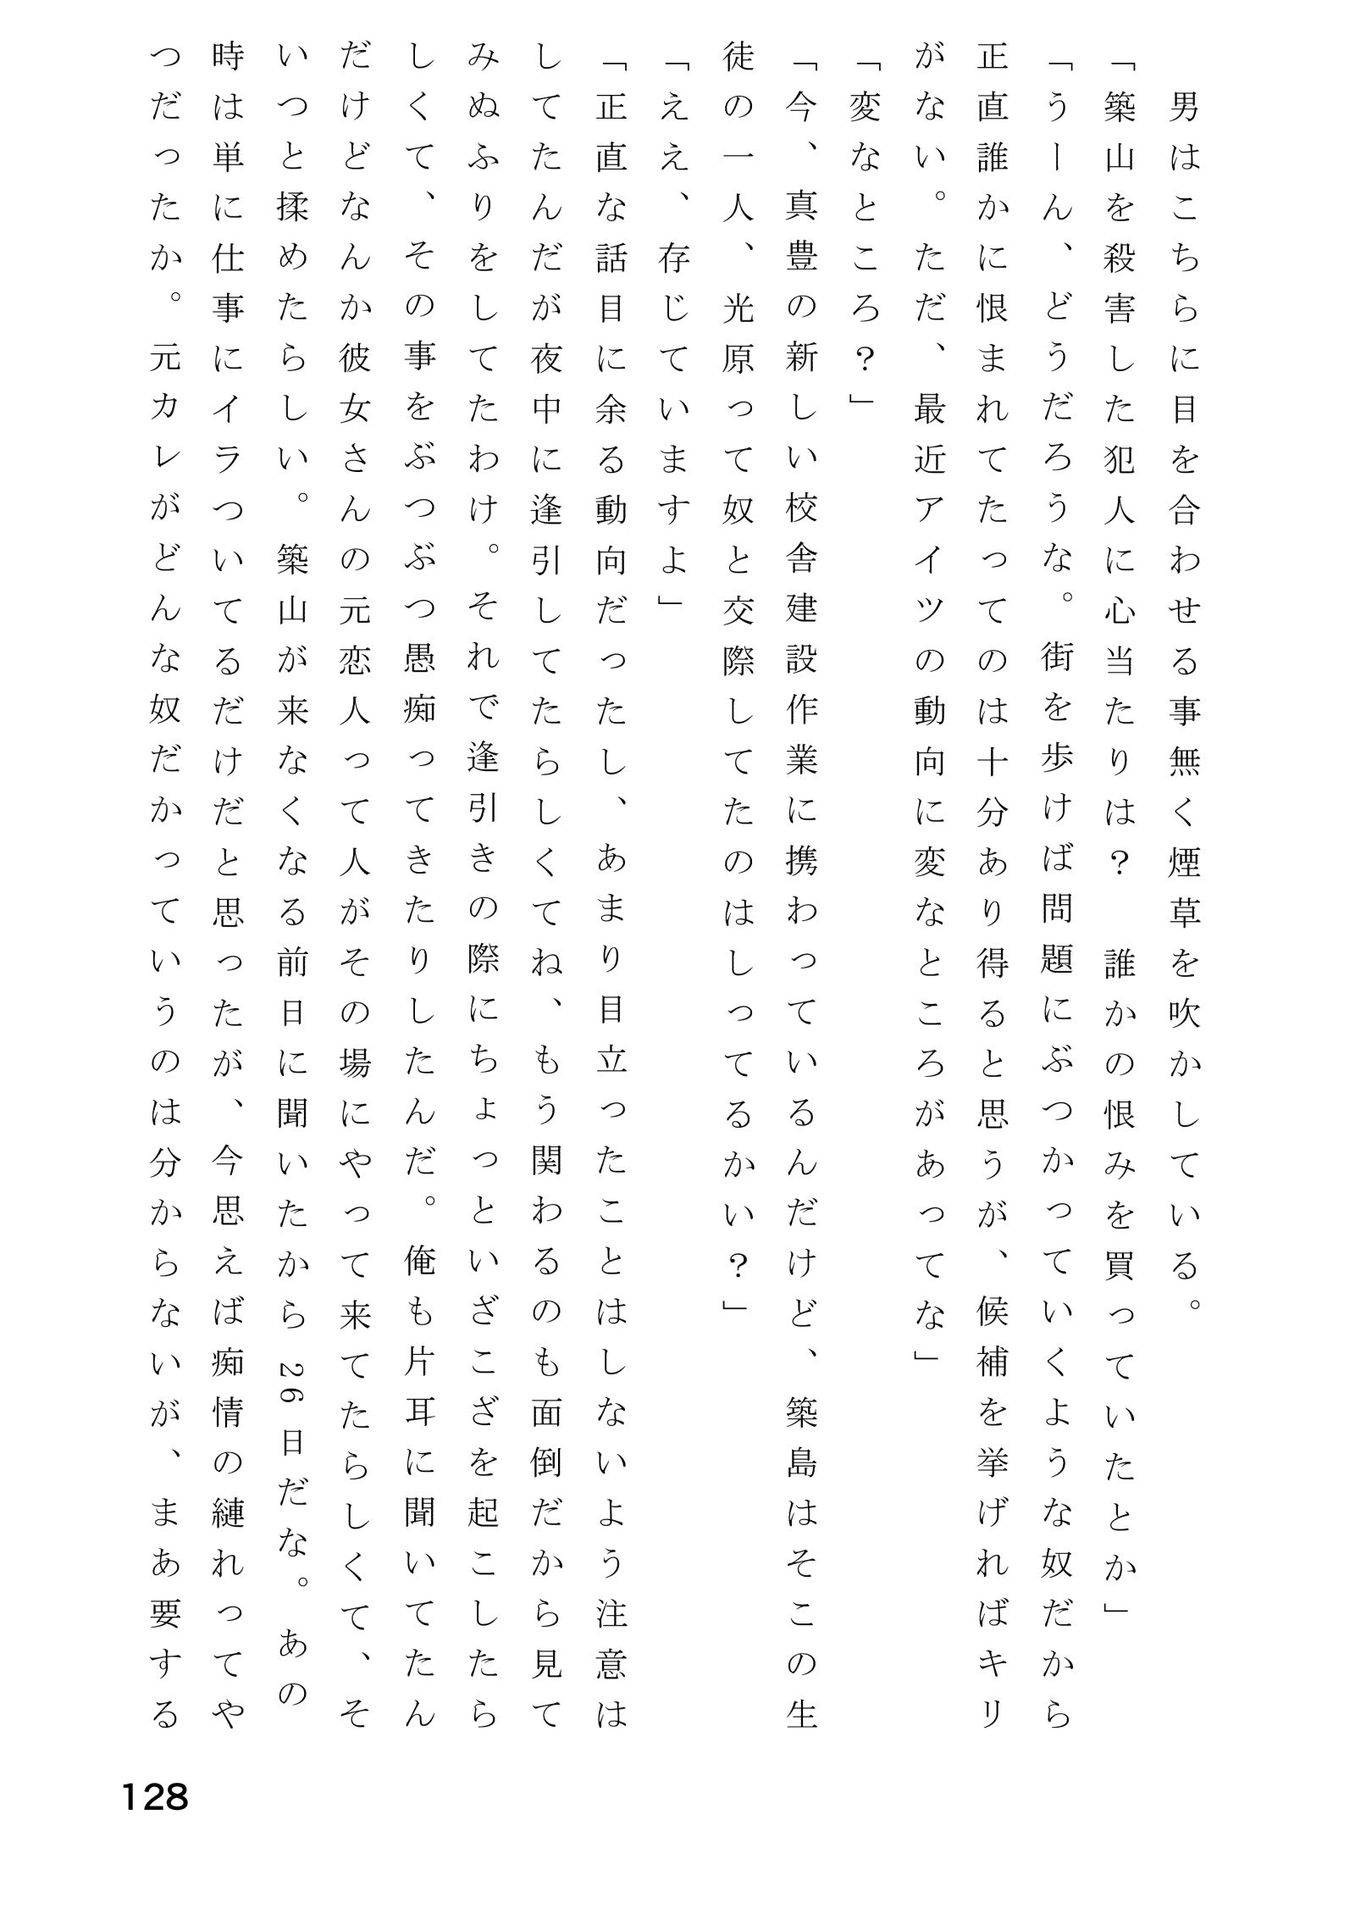 男はこちらに目を合わせる事無く煙草を吹かしている。
「築山を殺害した犯人に心当たりは？　誰かの恨みを買っていたとか」
「うーん、どうだろうな。街を歩けば問題にぶつかっていくような奴だから
正直誰かに恨まれてたってのは十分あり得ると思うが、候補を挙げればキリ
がない。ただ、最近アイツの動向に変なところがあってな」
「変なところ？」
「今、真豊の新しい校舎建設作業に携わっているんだけど、築島はそこの生
徒の一人、光原って奴と交際してたのはしってるかい？」
「ええ、存じていますよ」
「正直な話目に余る動向だったし、あまり目立ったことはしないよう注意は
してたんだが夜中に逢引してたらしくてね、もう関わるのも面倒だから見て
みぬふりをしてたわけ。それで逢引きの際にちょっといざこざを起こしたら
しくて、その事をぶつぶつ愚痴ってきたりしたんだ。俺も片耳に聞いてたん
だけどなんか彼女さんの元恋人って人がその場にやって来てたらしくて、そ
いつと揉めたらしい。築山が来なくなる前日に聞いたから 26 日だな。あの
時は単に仕事にイラついてるだけだと思ったが、今思えば痴情の縺れってや
つだったか。元カレがどんな奴だかっていうのは分からないが、まあ要する
128